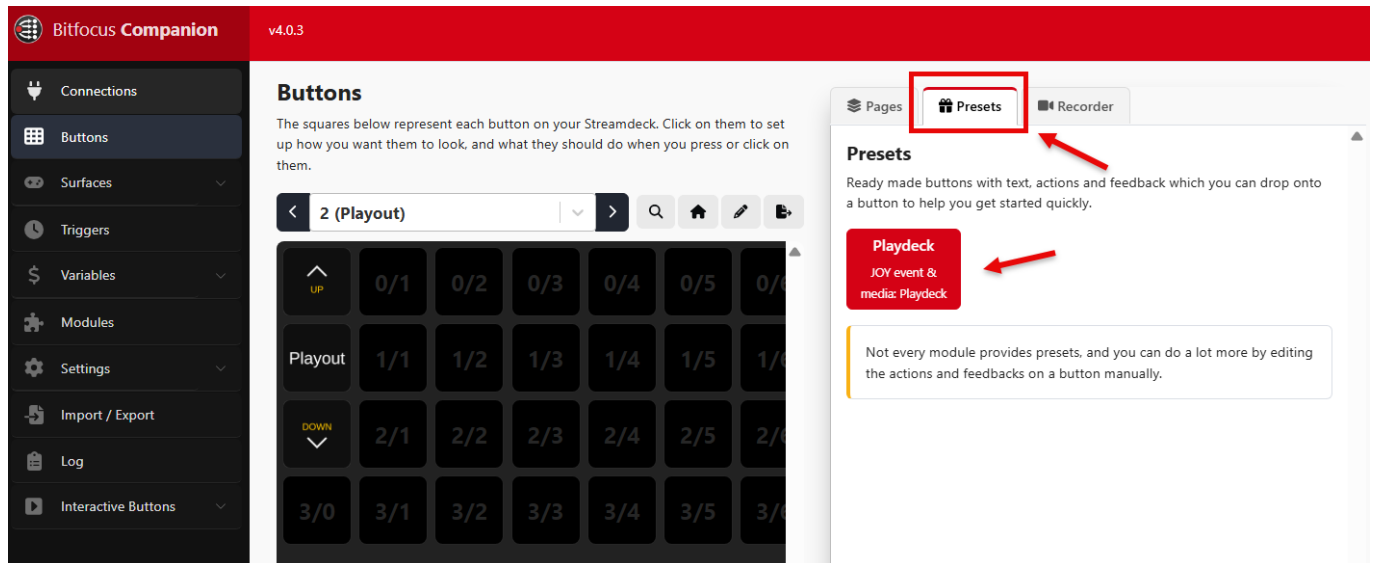 Bitfocus Companion
v4.0.3
Connections
Buttons
Surfaces
Triggers
Variables
Modules
Settings
Import / Export
Log
Interactive Buttons
Buttons
The squares below represent each button on your Streamdeck. Click on them to set
up how you want them to look, and what they should do when you press or click on
them.
2 (Playout)
UP 0/1 0/2 0/3 0/4 0/5
Playout 1/1 1/2 1/3 1/4 1/5
DOWN 2/1 2/2 2/3 2/4 2/5
3/0 3/1 3/2 3/3 3/4 3/5
Pages Presets Recorder
Presets
Ready made buttons with text, actions and feedback which you can drop onto
a button to help you get started quickly.
Playdeck
JOY event &
media: Playdeck
Not every module provides presets, and you can do a lot more by editing
the actions and feedbacks on a button manually.